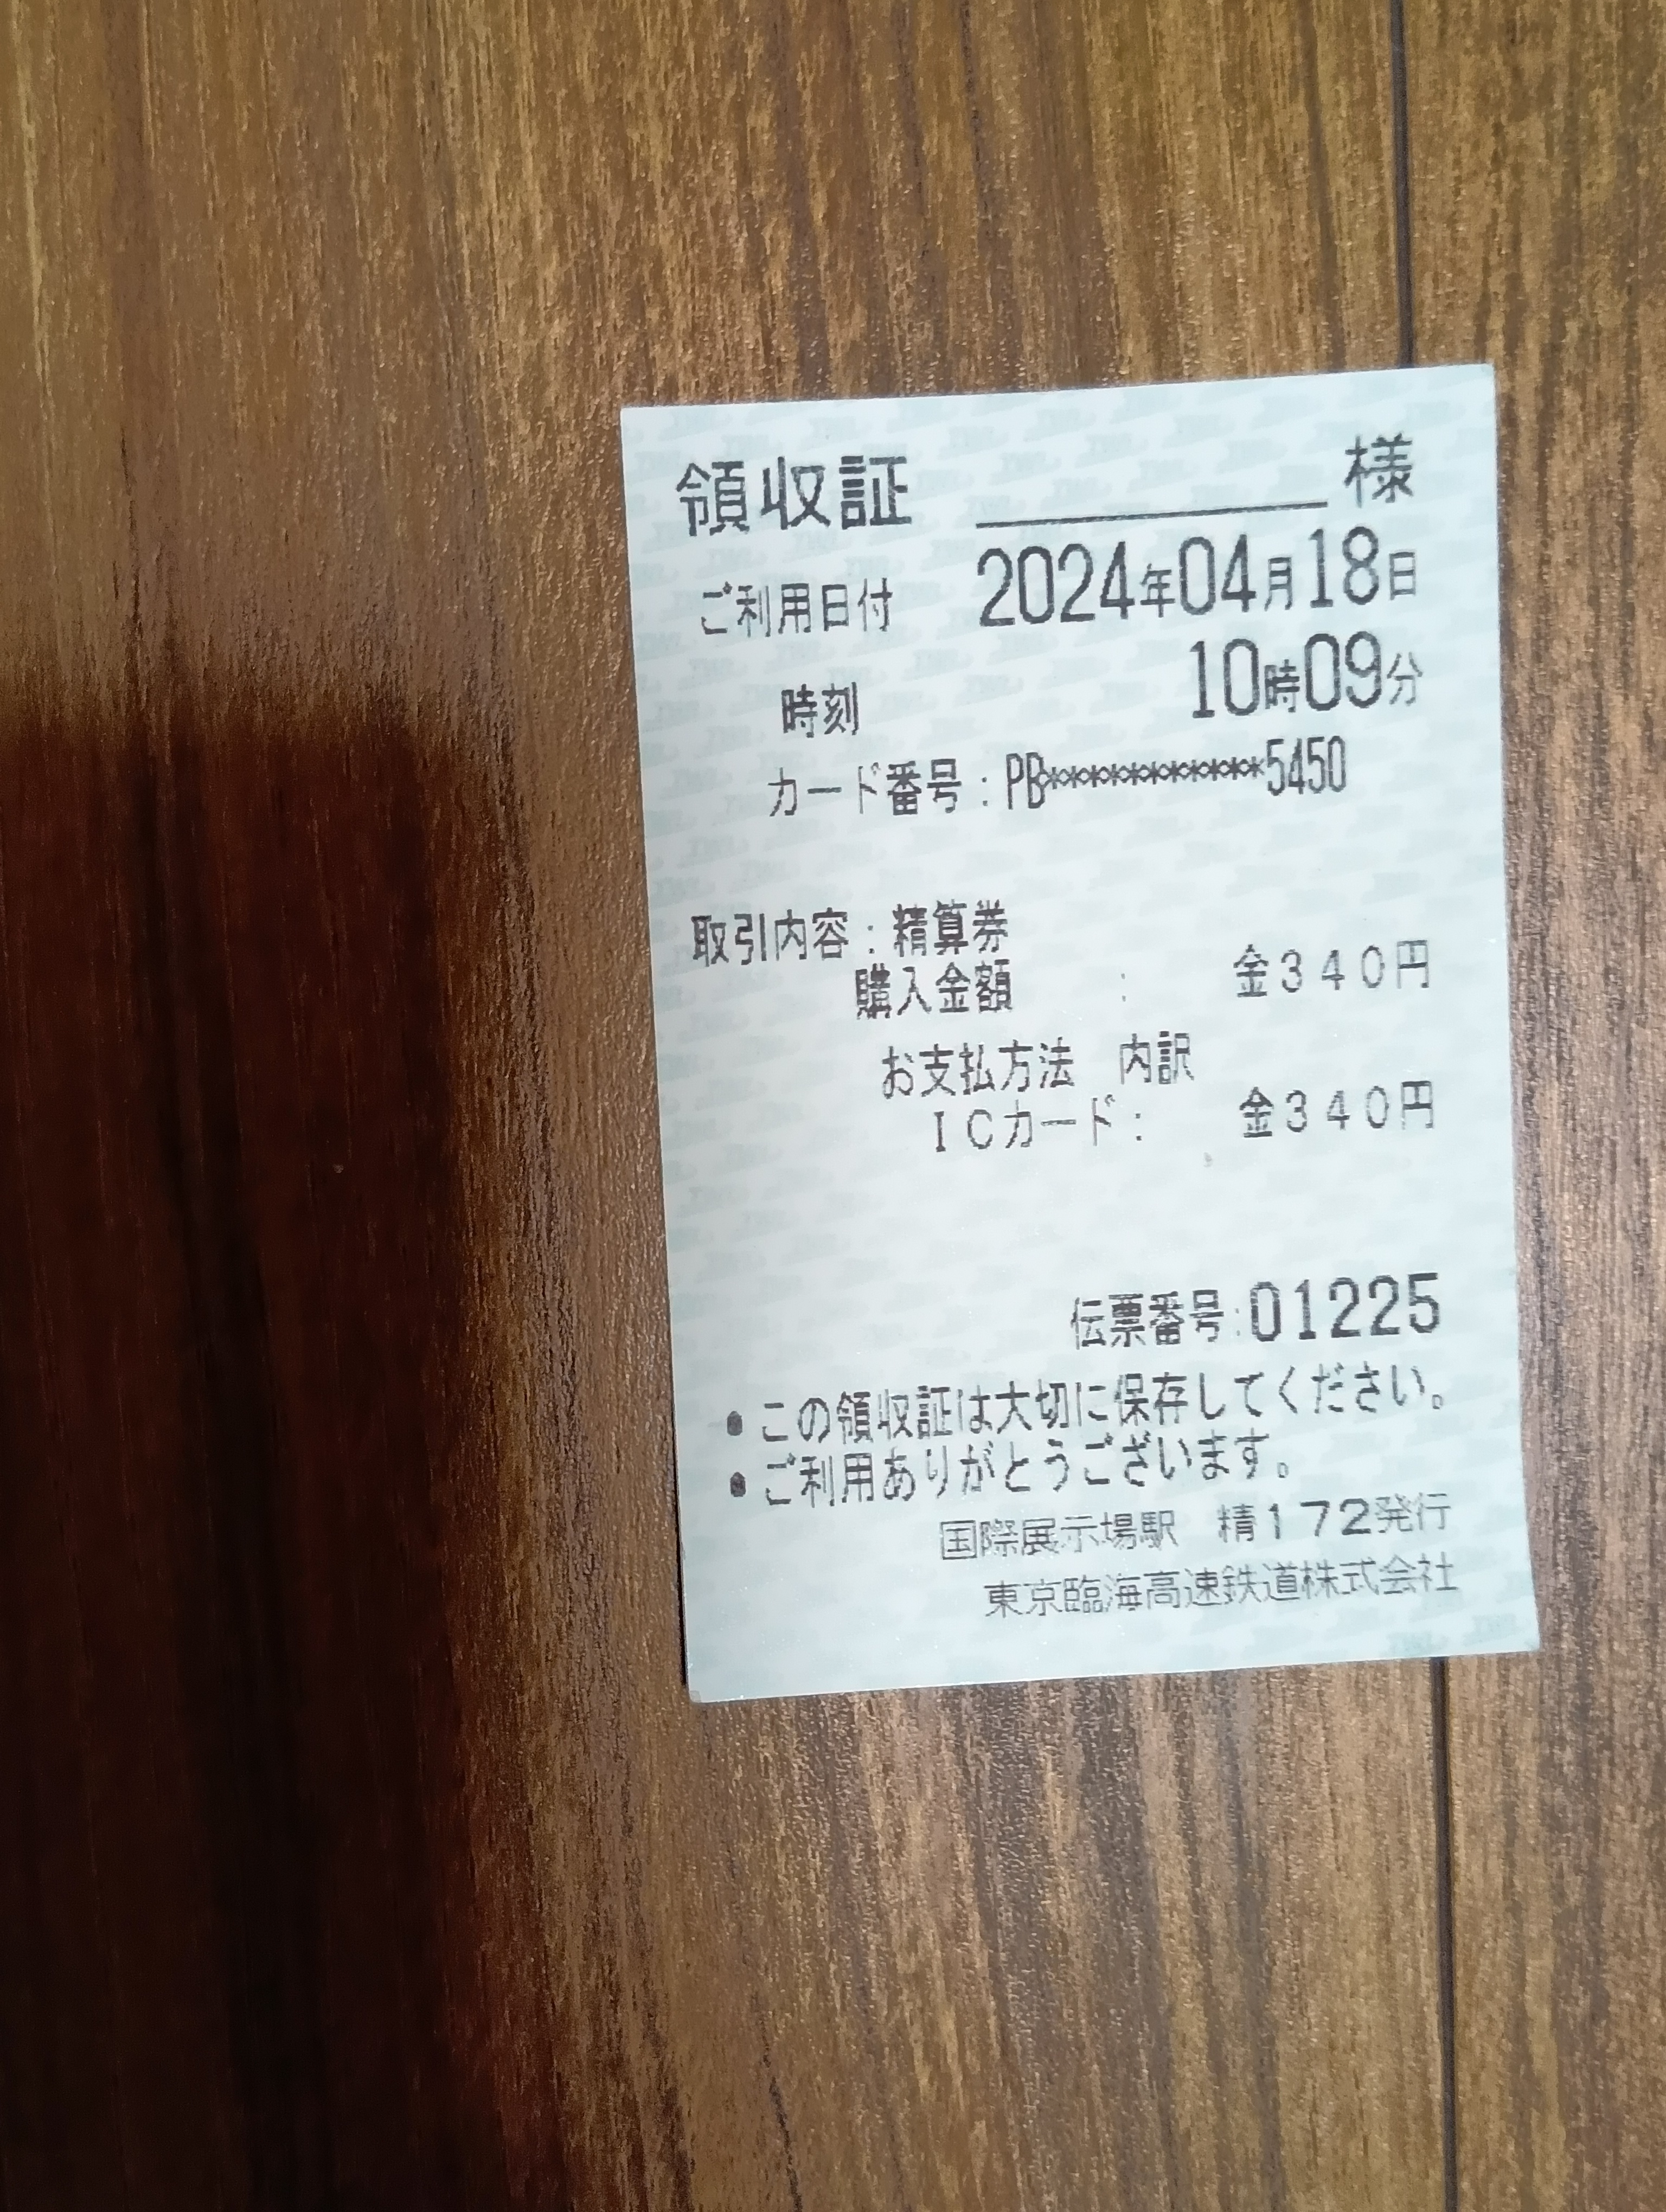 領収証 ________ 様
ご利用日付 2024年04月18日
時刻 10時09分
カード番号：PB*************5450
取引内容：精算券
購入金額 ： 金３４０円
お支払方法 内訳
ＩＣカード： 金３４０円
伝票番号:01225
●この領収証は大切に保存してください。
●ご利用ありがとうございます。
国際展示場駅 精172発行
東京臨海高速鉄道株式会社